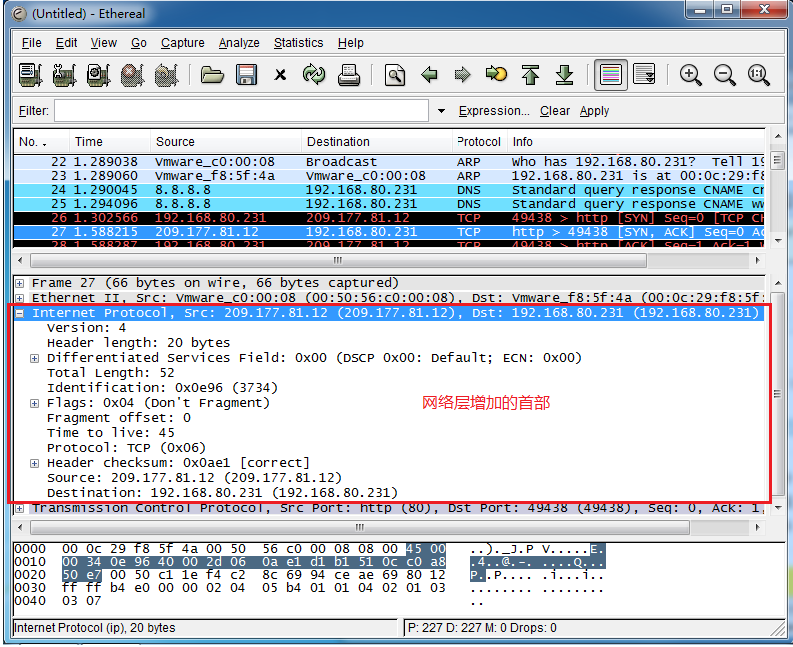 (Untitled) - Ethereal
File Edit View Go Capture Analyze Statistics Help
Filter: Expression... Clear Apply
No. Time Source Destination Protocol Info
22 1.289038 Vmware_c0:00:08 Broadcast ARP Who has 192.168.80.231? Tell 19
23 1.289060 Vmware_f8:5f:4a Vmware_c0:00:08 ARP 192.168.80.231 is at 00:0c:29:f8
24 1.290045 8.8.8.8 192.168.80.231 DNS Standard query response CNAME cr
25 1.294096 8.8.8.8 192.168.80.231 DNS Standard query response CNAME ww
26 1.302566 192.168.80.231 209.177.81.12 TCP 49438 > http [SYN] Seq=0 [TCP CH
27 1.588215 209.177.81.12 192.168.80.231 TCP http > 49438 [SYN, ACK] Seq=0 Ac
28 1.588287 192.168.80.231 209.177.81.12 TCP 49438 > http [ACK] Seq=1 Ack=1
Frame 27 (66 bytes on wire, 66 bytes captured)
Ethernet II, Src: Vmware_c0:00:08 (00:50:56:c0:00:08), Dst: Vmware_f8:5f:4a (00:0c:29:f8:5f:
Internet Protocol, Src: 209.177.81.12 (209.177.81.12), Dst: 192.168.80.231 (192.168.80.231)
Version: 4
Header length: 20 bytes
Differentiated Services Field: 0x00 (DSCP 0x00: Default; ECN: 0x00)
Total Length: 52
Identification: 0x0e96 (3734)
Flags: 0x04 (Don't Fragment)
网络层增加的首部
Fragment offset: 0
Time to live: 45
Protocol: TCP (0x06)
Header checksum: 0x0ae1 [correct]
Source: 209.177.81.12 (209.177.81.12)
Destination: 192.168.80.231 (192.168.80.231)
Transmission Control Protocol, Src Port: http (80), Dst Port: 49438 (49438), Seq: 0, Ack: 1,
0000 00 0c 29 f8 5f 4a 00 50 56 c0 00 08 08 00 45 00 ..)._J.P V.....E.
0010 00 34 0e 96 40 00 2d 06 0a e1 d1 b1 51 0c c0 a8 .4..@.-. ....Q...
0020 50 e7 00 50 c1 1e f4 c2 8c 69 94 ce ae 69 80 12 P..P.... .i...i..
0030 ff ff b4 e0 00 00 02 04 05 b4 01 01 04 02 01 03 ........ ........
0040 03 07 ..
Internet Protocol (ip), 20 bytes P: 227 D: 227 M: 0 Drops: 0